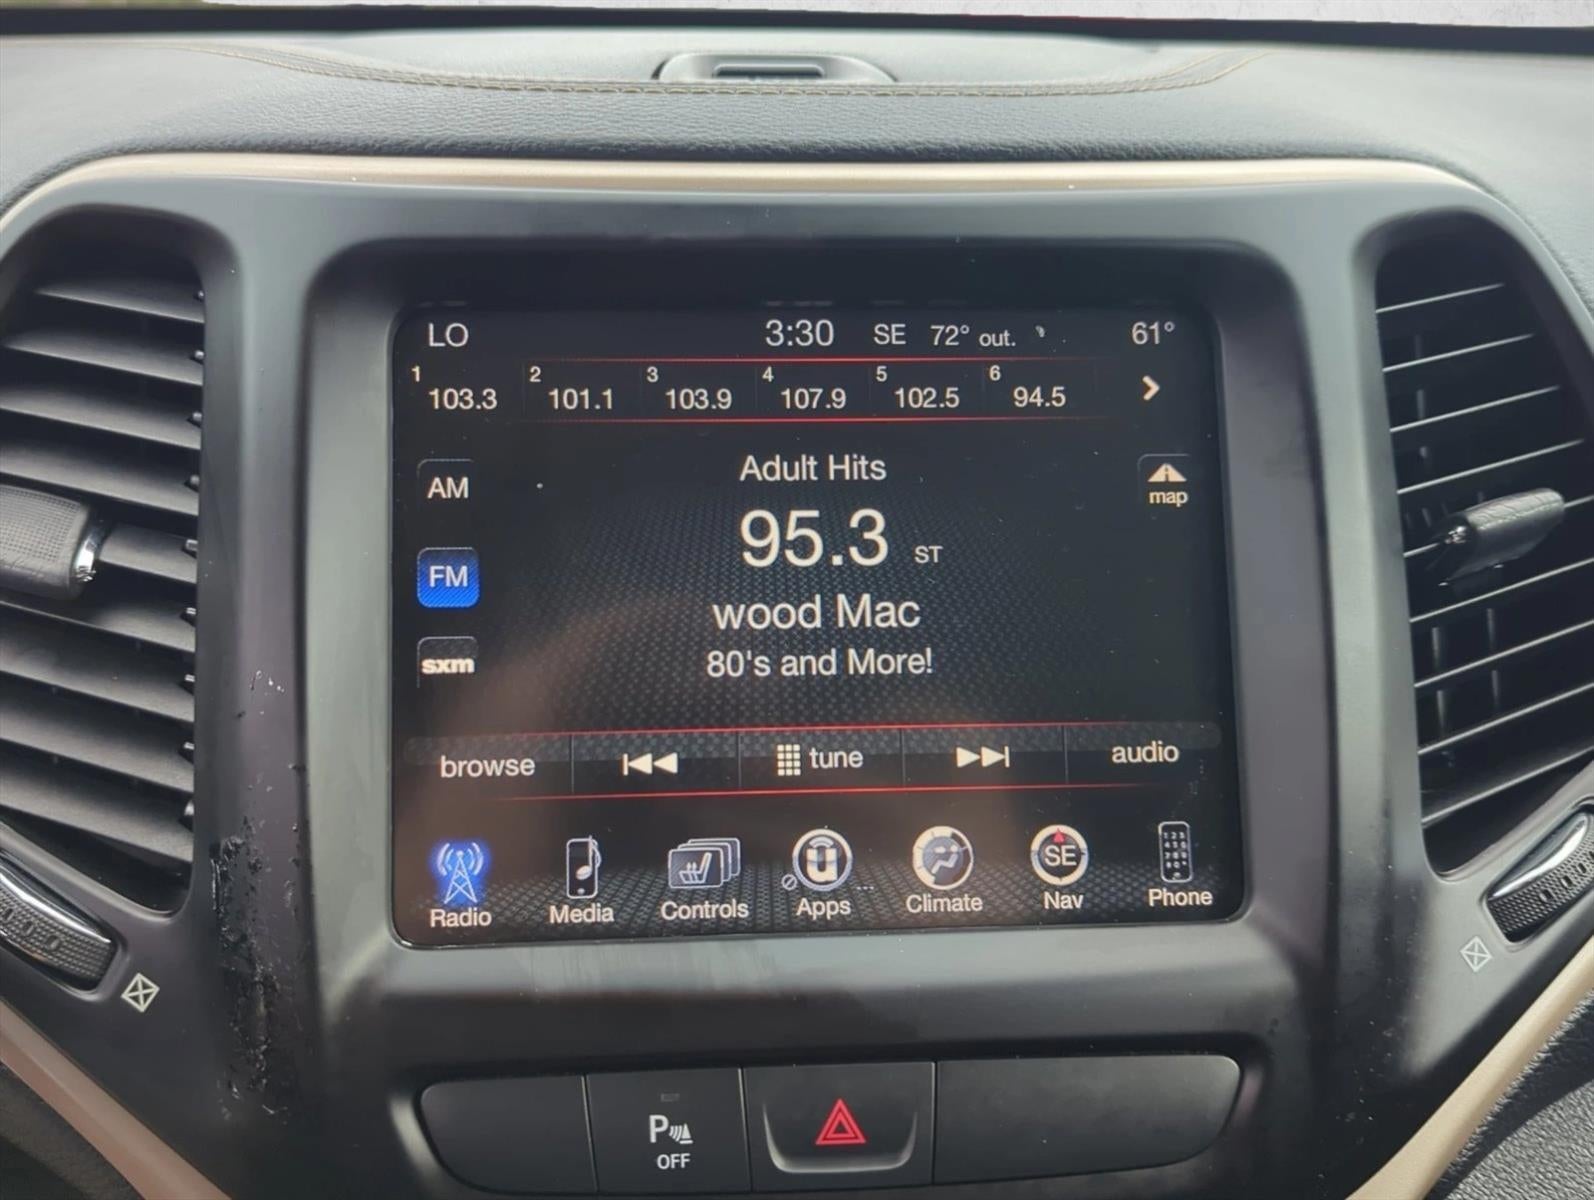 LO 3:30 SE 72° out. 61°
1 103.3 2 101.1 3 103.9 4 107.9 5 102.5 6 94.5
AM Adult Hits map
95.3 ST
FM
wood Mac
sxm 80's and More!
browse tune audio
SE
Radio Media Controls Apps Climate Nav Phone
P
OFF